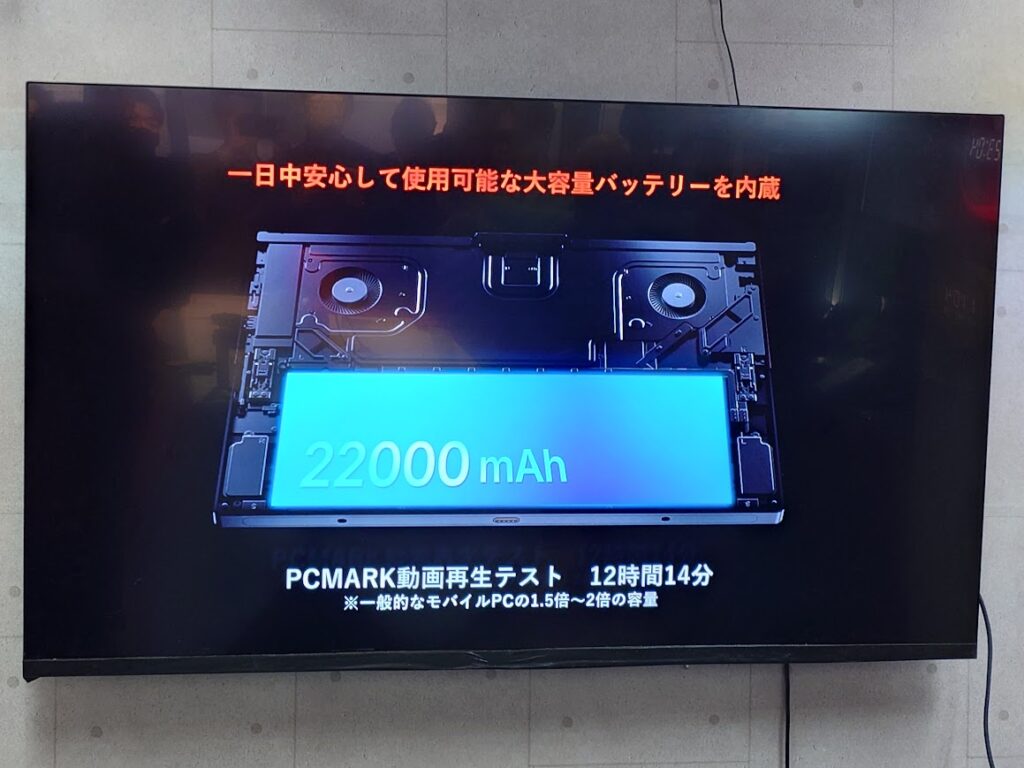 一日中安心して使用可能な大容量バッテリーを内蔵
22000 mAh
PCMARK動画再生テスト 12時間14分
※一般的なモバイルPCの1.5倍～2倍の容量